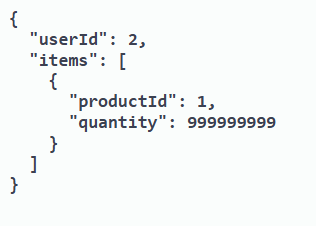 {
  "userId": 2,
  "items": [
    {
      "productId": 1,
      "quantity": 999999999
    }
  ]
}